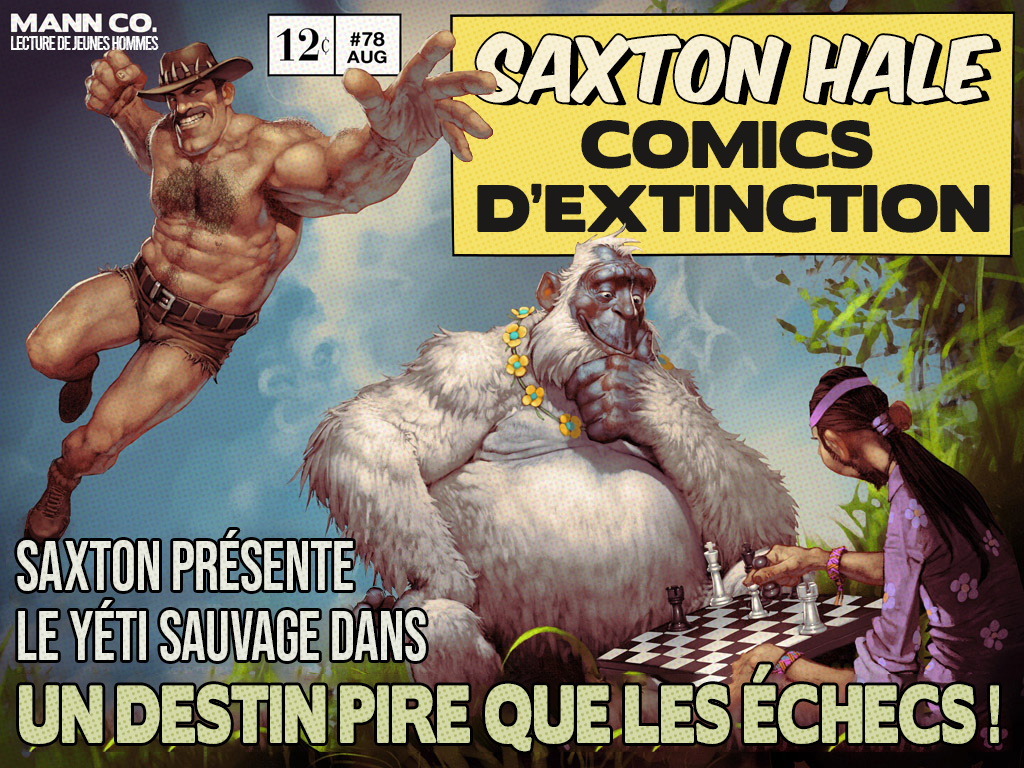 MANN CO.
LECTURE DE JEUNES HOMMES
12¢
#78
AUG
SAXTON HALE
COMICS
D'EXTINCTION
SAXTON PRÉSENTE
LE YÉTI SAUVAGE DANS
UN DESTIN PIRE QUE LES ÉCHECS !